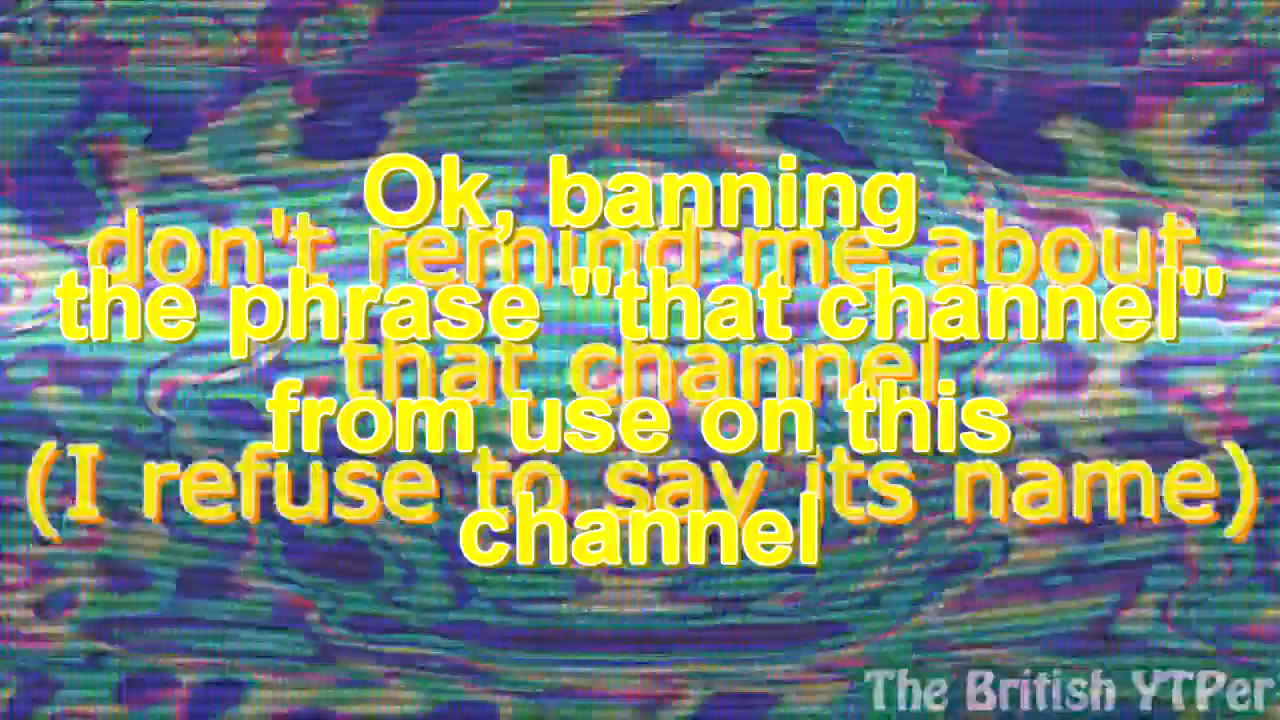 Ok, banning
the phrase "that channel"
from use on this
channel
don't remind me about
that channel
(I refuse to say its name)
The British YTPer